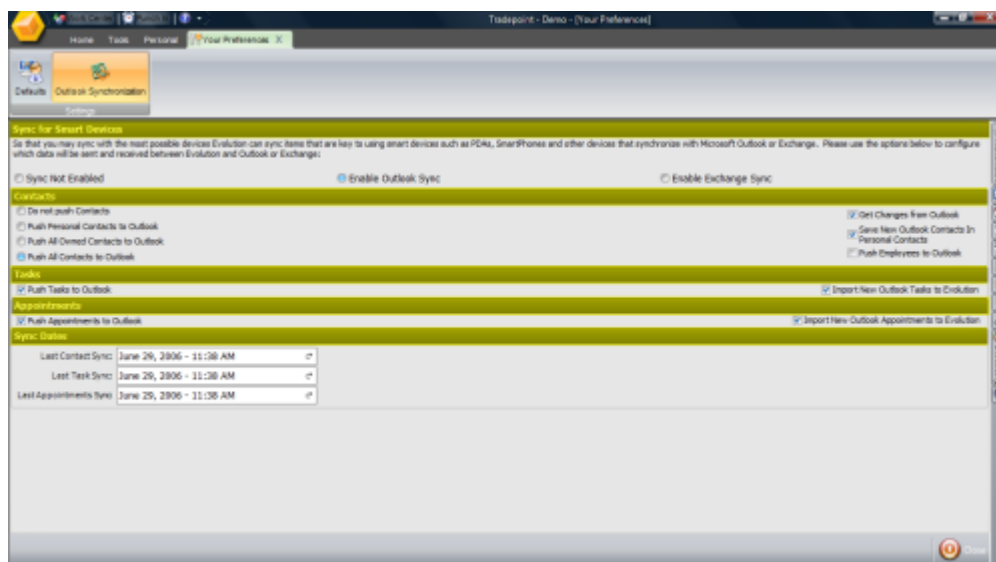 Tradepoint - Demo - [Your Preferences]
Home Tools Personal Your Preferences X
Defaults Outlook Synchronization
Settings
Sync for Smart Devices
So that you may sync with the most possible devices Evolution can sync items that are key to using smart devices such as PDAs, SmartPhones and other devices that synchronize with Microsoft Outlook or Exchange. Please use the options below to configure
which data will be sent and received between Evolution and Outlook or Exchange:
Sync Not Enabled Enable Outlook Sync Enable Exchange Sync
Contacts
Do not push Contacts
Push Personal Contacts to Outlook
Push All Owned Contacts to Outlook
Push All Contacts to Outlook
Get Changes from Outlook
Save New Outlook Contacts In
Personal Contacts
Push Employees to Outlook
Tasks
Push Tasks to Outlook Import New Outlook Tasks to Evolution
Appointments
Push Appointments to Outlook Import New Outlook Appointments to Evolution
Sync Dates
Last Contact Sync: June 29, 2006 - 11:38 AM
Last Task Sync: June 29, 2006 - 11:38 AM
Last Appointments Sync: June 29, 2006 - 11:38 AM
Close